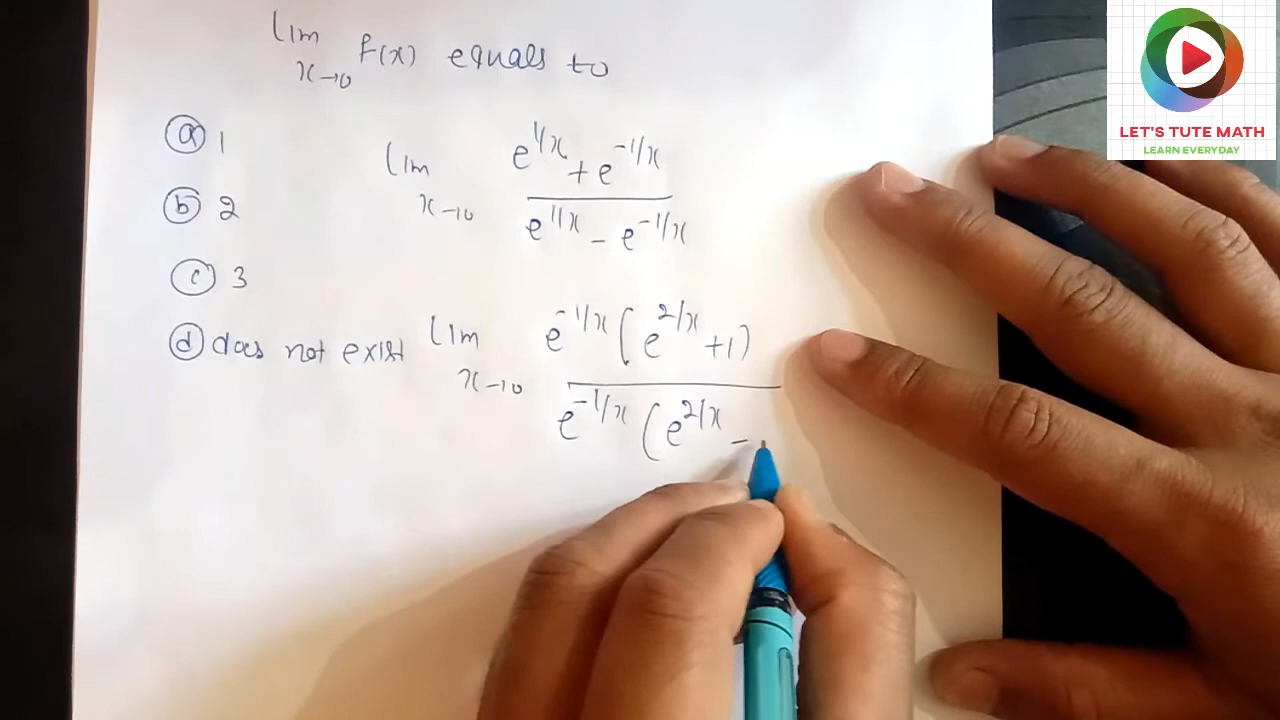 lim x→0 f(x) equals to
ⓐ 1
lim x→0 e^1/x + e^-1/x / e^1/x - e^-1/x
ⓑ 2
ⓒ 3
ⓓ does not exist
lim x→0 e^-1/x (e^2/x + 1) / e^-1/x (e^2/x -
LET'S TUTE MATH
LEARN EVERYDAY